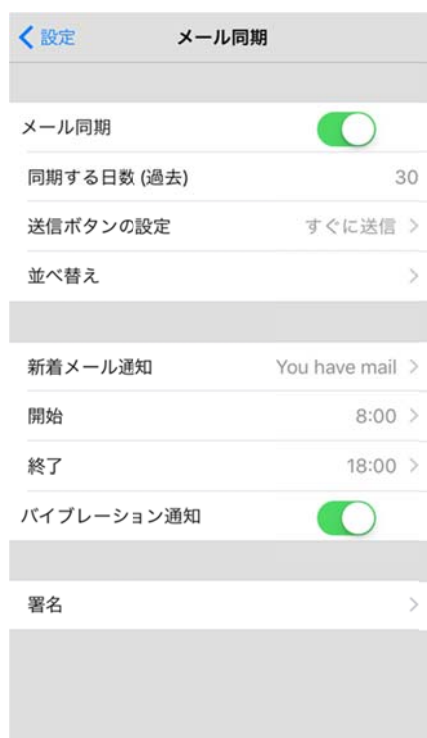 設定 メール同期
メール同期
同期する日数 (過去) 30
送信ボタンの設定 すぐに送信
並べ替え
新着メール通知 You have mail
開始 8:00
終了 18:00
バイブレーション通知
署名